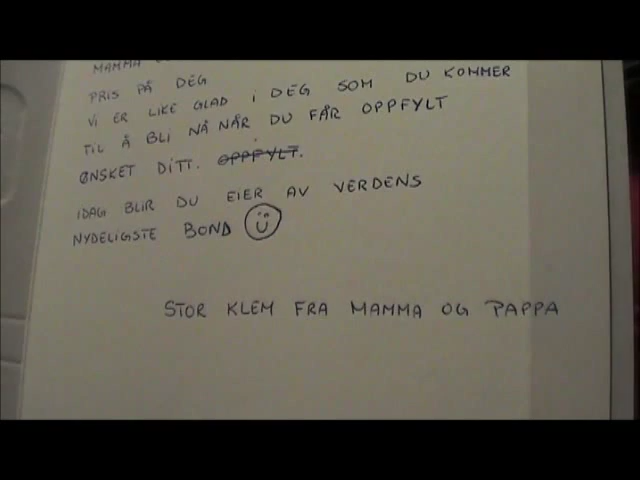 MAMMA
PRIS PÅ DEG
VI ER LIKE GLAD i DEG SOM DU KOMMER
TIL Å BLI NÅ NÅR DU FÅR OPPFYLT
ØNSKET DITT. OPPFYLT.
IDAG BLIR DU EIER AV VERDENS
NYDELIGSTE BOND
STOR KLEM FRA MAMMA OG PAPPA